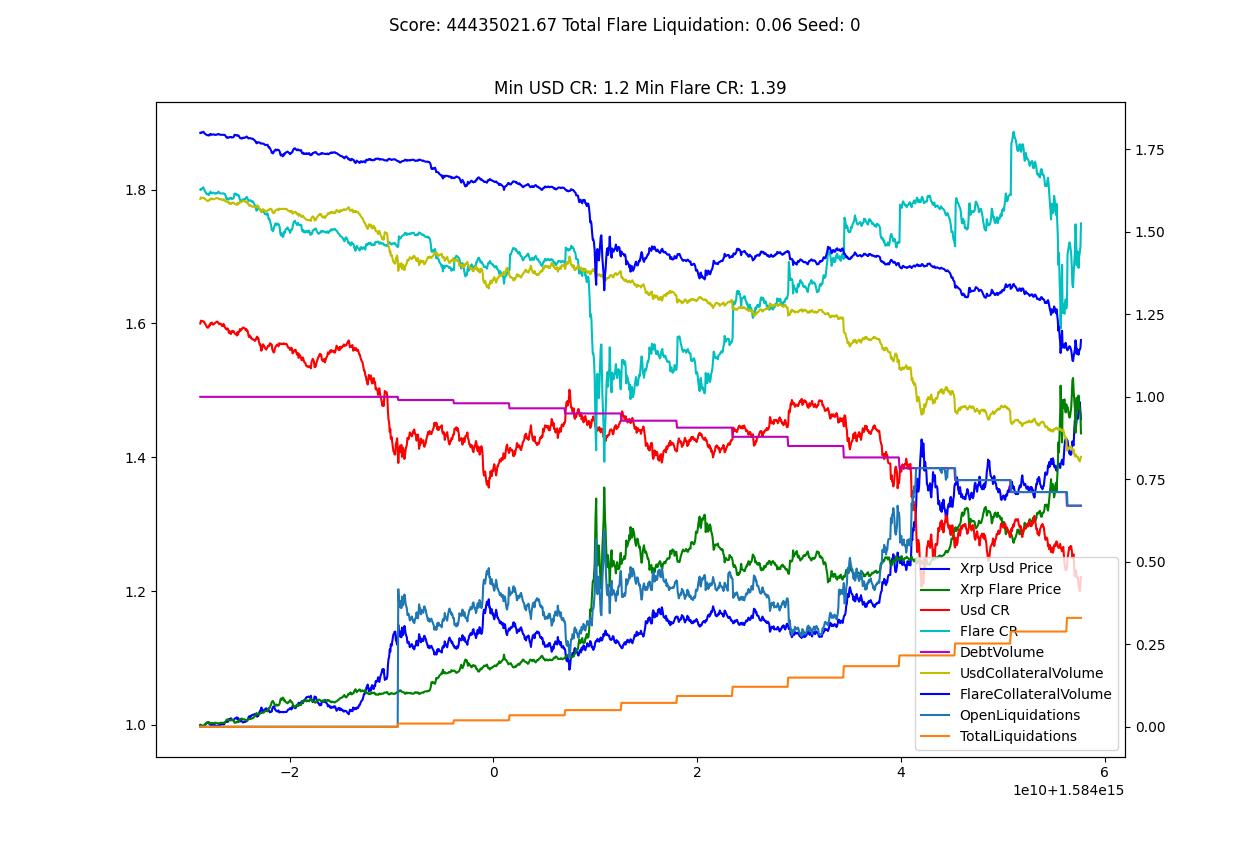 Score: 44435021.67 Total Flare Liquidation: 0.06 Seed: 0
Min USD CR: 1.2 Min Flare CR: 1.39
1.8
1.6
1.4
1.2
1.0
1.75
1.50
1.25
1.00
0.75
0.50
0.25
0.00
Xrp Usd Price
Xrp Flare Price
Usd CR
Flare CR
DebtVolume
UsdCollateralVolume
FlareCollateralVolume
OpenLiquidations
TotalLiquidations
−2 0 2 4 6
1e10+1.584e15